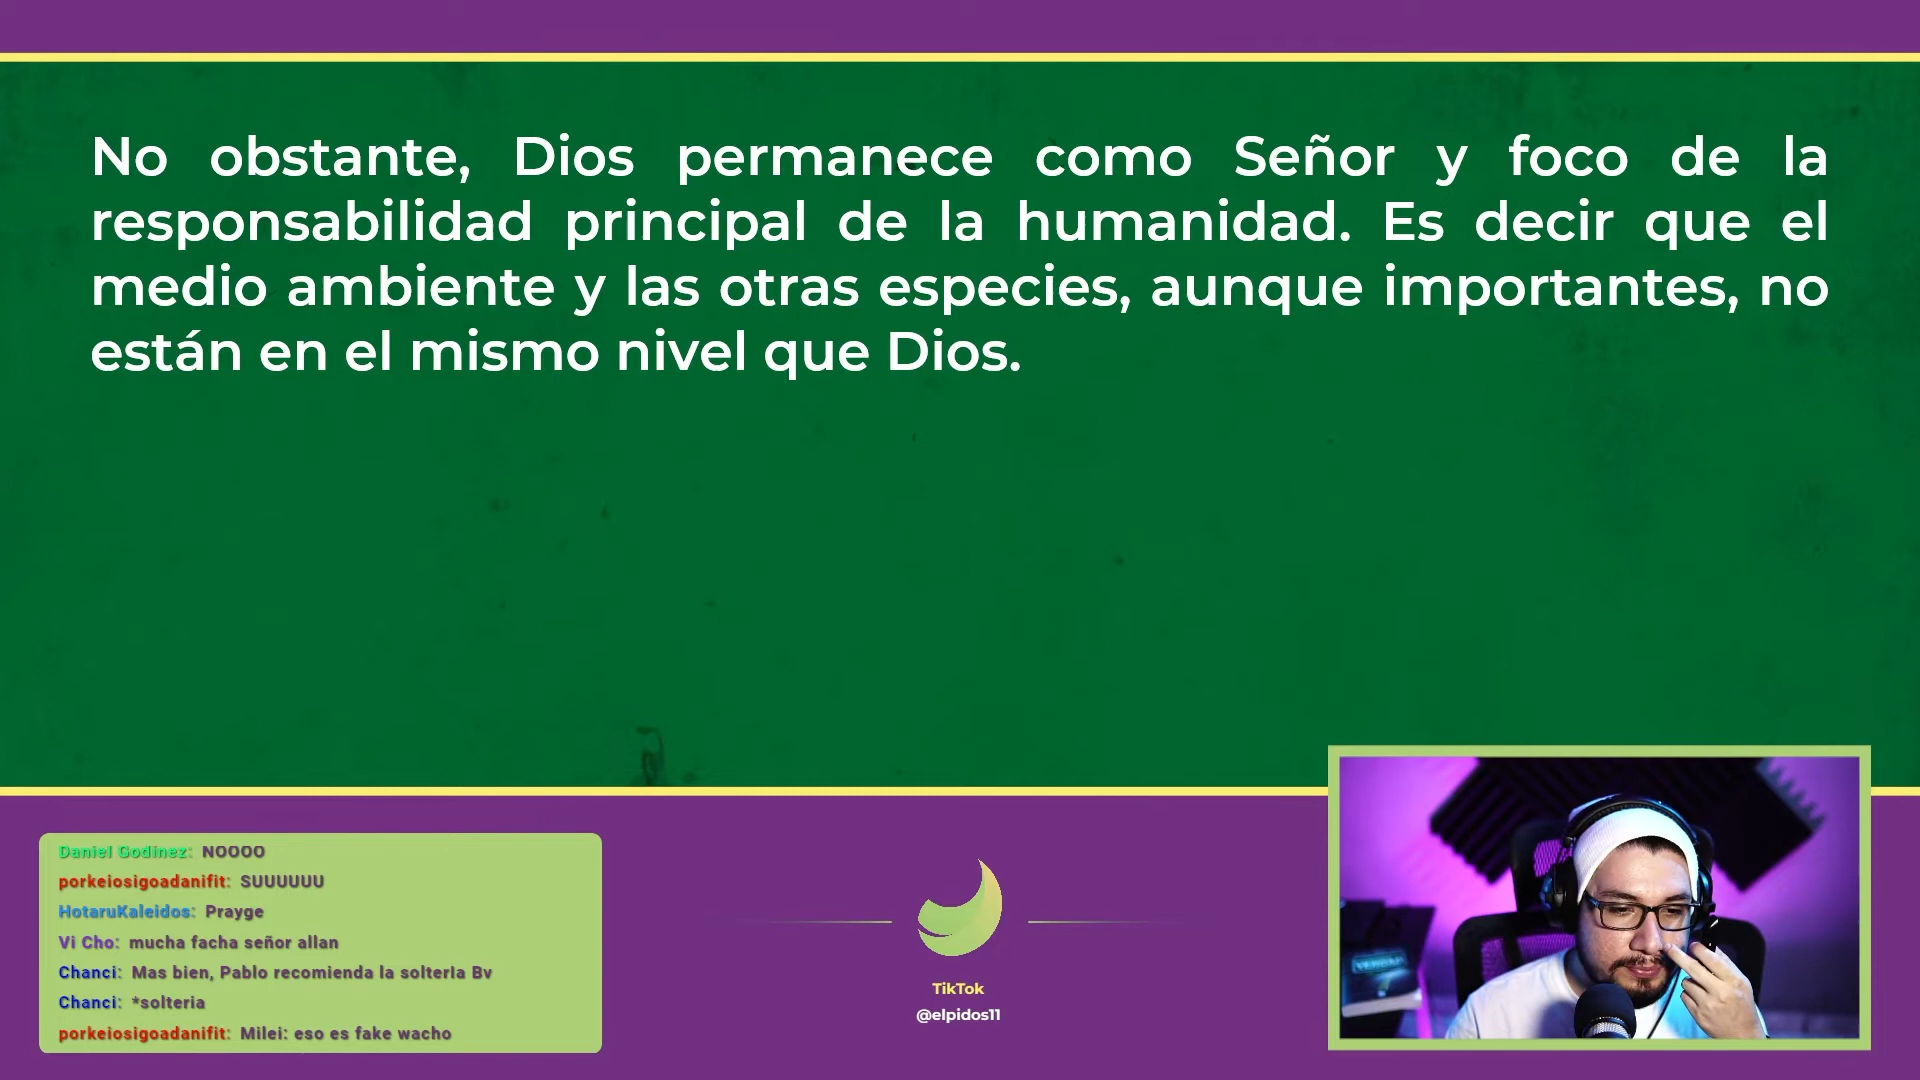 No obstante, Dios permanece como Señor y foco de la
responsabilidad principal de la humanidad. Es decir que el
medio ambiente y las otras especies, aunque importantes, no
están en el mismo nivel que Dios.
Daniel Godinez: NOOOO
porkeiosigoadanifit: SUUUUUU
HotaruKaleidos: Prayge
Vi Cho: mucha facha señor allan
Chanci: Mas bien, Pablo recomienda la solterIa Bv
Chanci: *solteria
porkeiosigoadanifit: Milei: eso es fake wacho
TikTok
@elpidos11